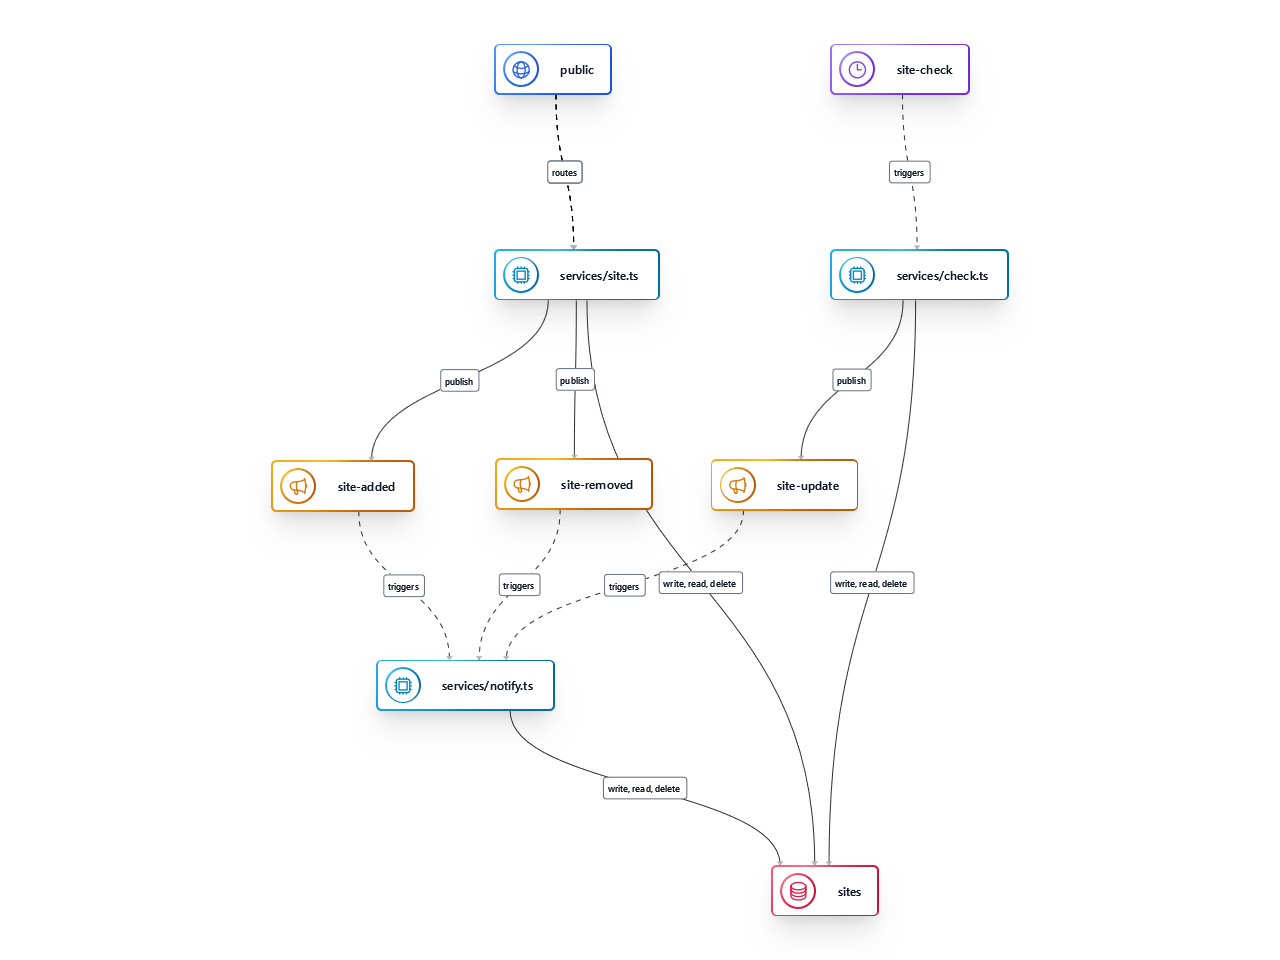 public
site-check
routes
triggers
services/site.ts
services/check.ts
publish
publish
publish
site-added
site-removed
site-update
triggers
triggers
triggers
write, read, delete
write, read, delete
services/notify.ts
write, read, delete
sites